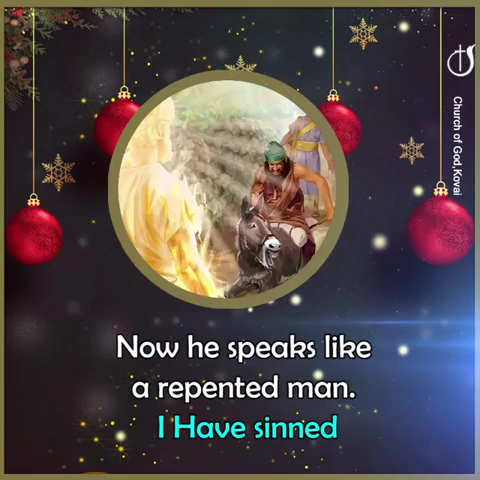 Church of God,Kovai
Now he speaks like
a repented man.
I Have sinned